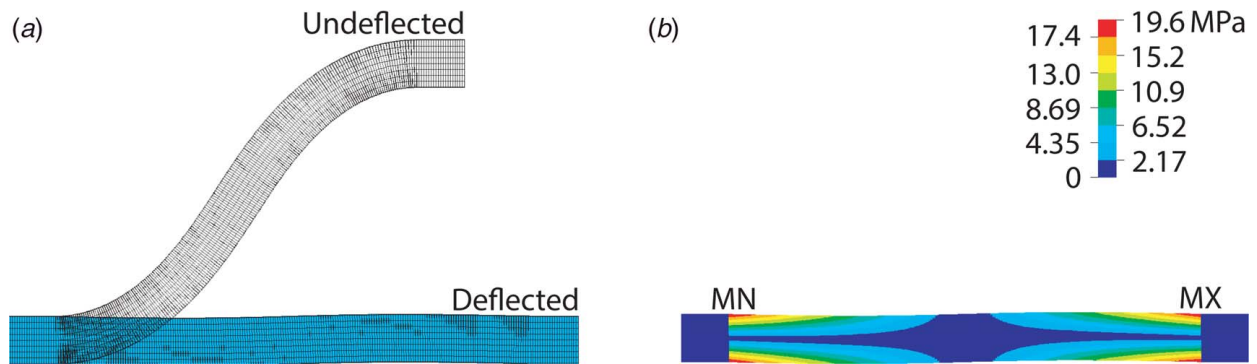 (a)
Undeflected
Deflected
(b)
19.6 MPa
17.4
15.2
13.0
10.9
8.69
6.52
4.35
2.17
0
MN
MX